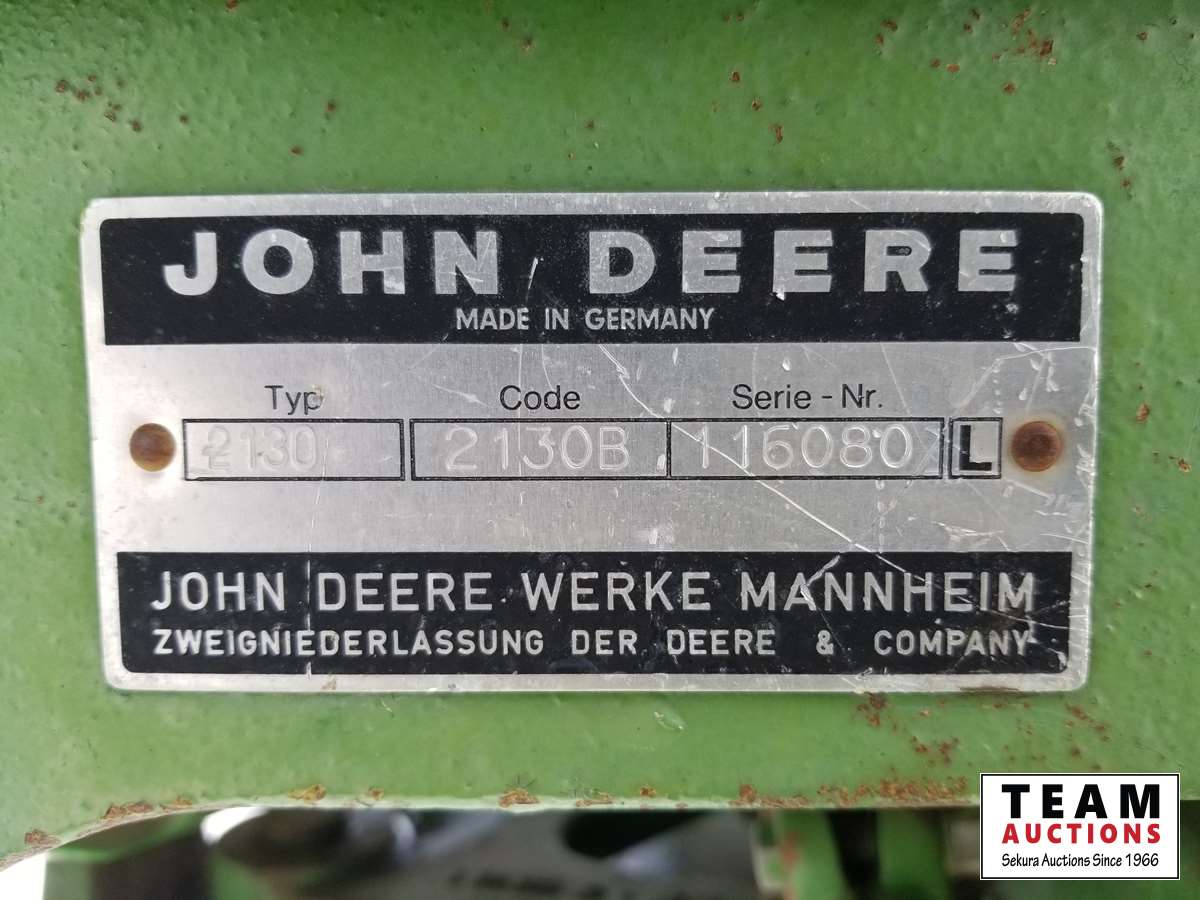 JOHN DEERE
MADE IN GERMANY
Typ Code Serie - Nr.
2130 2130B 116080 L
JOHN DEERE WERKE MANNHEIM
ZWEIGNIEDERLASSUNG DER DEERE & COMPANY
TEAM
AUCTIONS
Sekura Auctions Since 1966